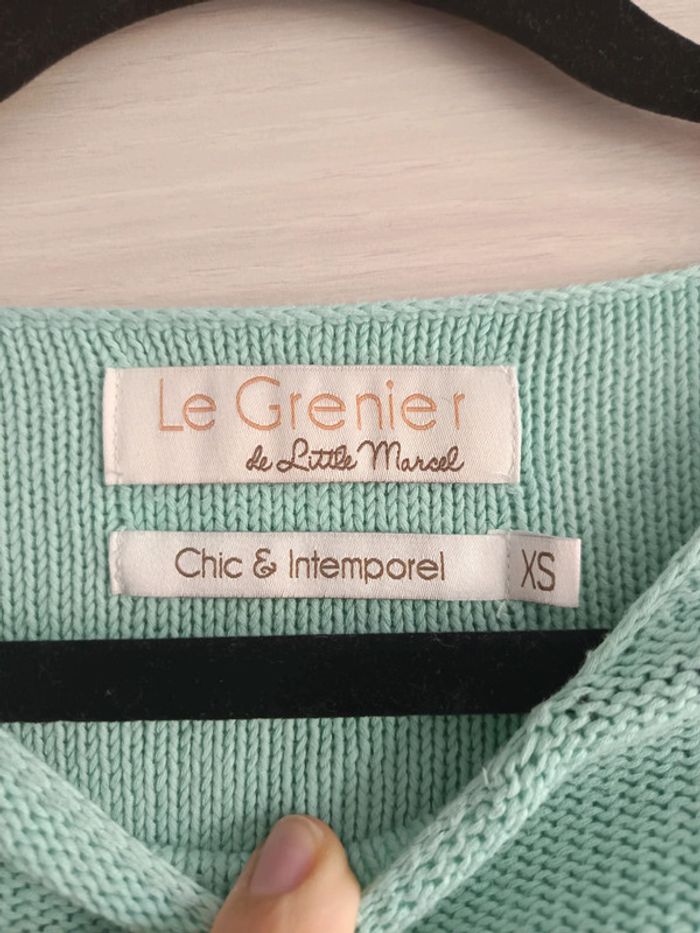 Le Grenier
de Little Marcel
Chic & Intemporel
XS